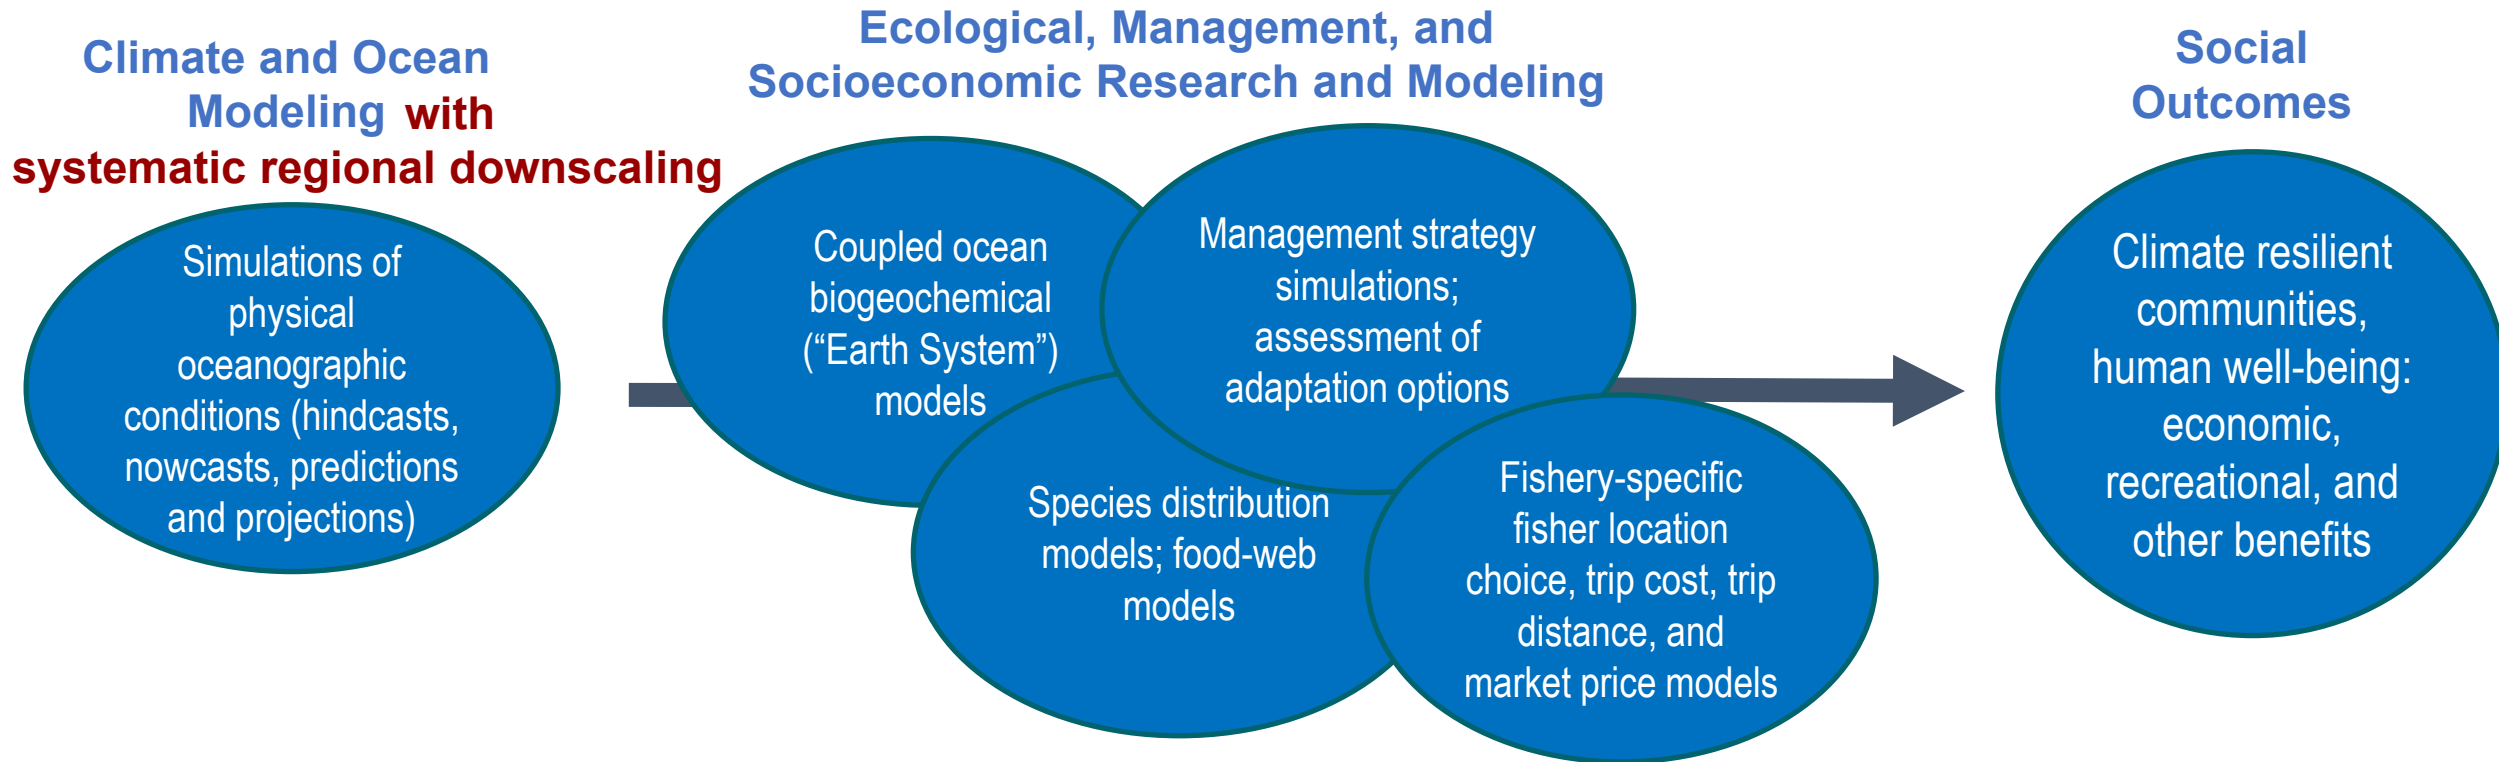 Climate and Ocean
Modeling with
systematic regional downscaling
Simulations of
physical
oceanographic
conditions (hindcasts,
nowcasts, predictions
and projections)
Ecological, Management, and
Socioeconomic Research and Modeling
Coupled ocean
biogeochemical
(“Earth System”)
models
Management strategy
simulations;
assessment of
adaptation options
Species distribution
models; food-web
models
Fishery-specific
fisher location
choice, trip cost, trip
distance, and
market price models
Social
Outcomes
Climate resilient
communities,
human well-being:
economic,
recreational, and
other benefits